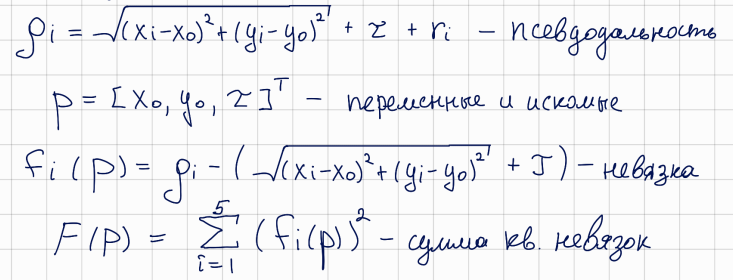 ρi = √((xi-x0)² + (yi-y0)²) + τ + ri - псевдодальность
p = [x0, y0, τ]ᵀ - переменные и искомые
fi(p) = ρi - (√((xi-x0)² + (yi-y0)²) + τ) - невязка
F(p) = ∑_{i=1}^{5} (fi(p))² - сумма кв. невязок